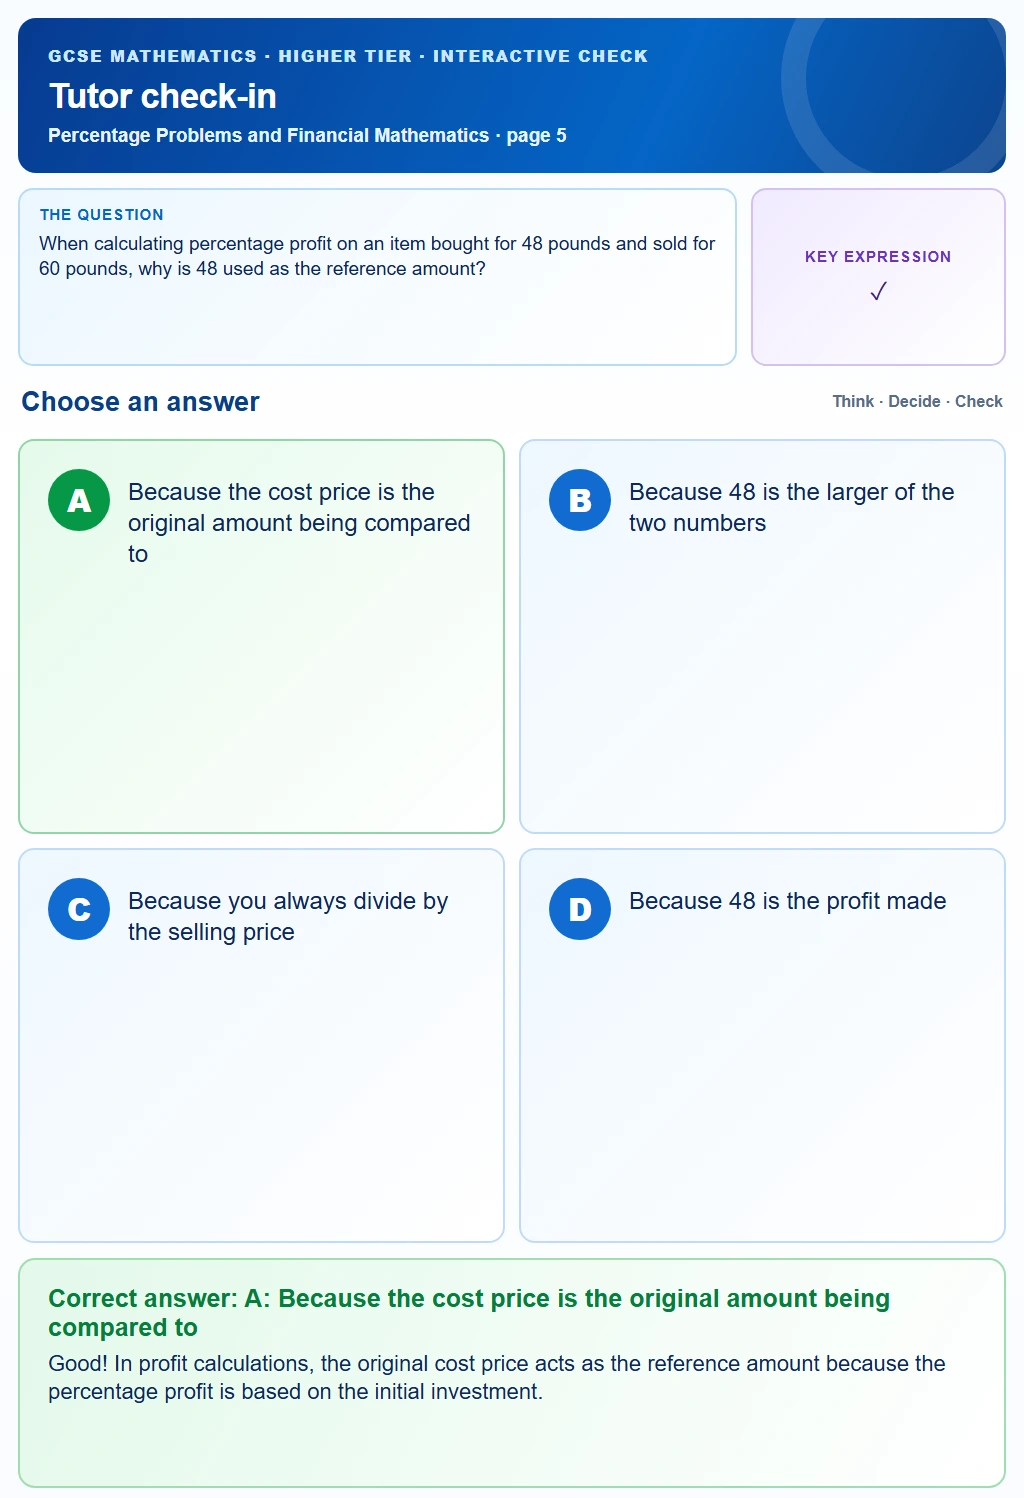 GCSE MATHEMATICS · HIGHER TIER · INTERACTIVE CHECK
Tutor check-in
Percentage Problems and Financial Mathematics · page 5
THE QUESTION
When calculating percentage profit on an item bought for 48 pounds and sold for
60 pounds, why is 48 used as the reference amount?
KEY EXPRESSION
✓
Choose an answer
Think · Decide · Check
A
Because the cost price is the
original amount being compared
to
B
Because 48 is the larger of the
two numbers
C
Because you always divide by
the selling price
D
Because 48 is the profit made
Correct answer: A: Because the cost price is the original amount being
compared to
Good! In profit calculations, the original cost price acts as the reference amount because the
percentage profit is based on the initial investment.